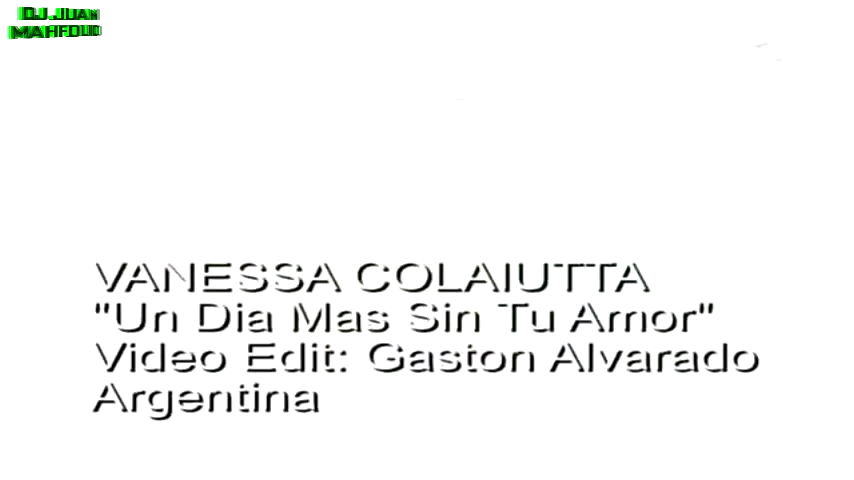 DJ.JUAN
MAHFOUD
VANESSA COLAIUTTA
"Un Dia Mas Sin Tu Amor"
Video Edit: Gaston Alvarado
Argentina